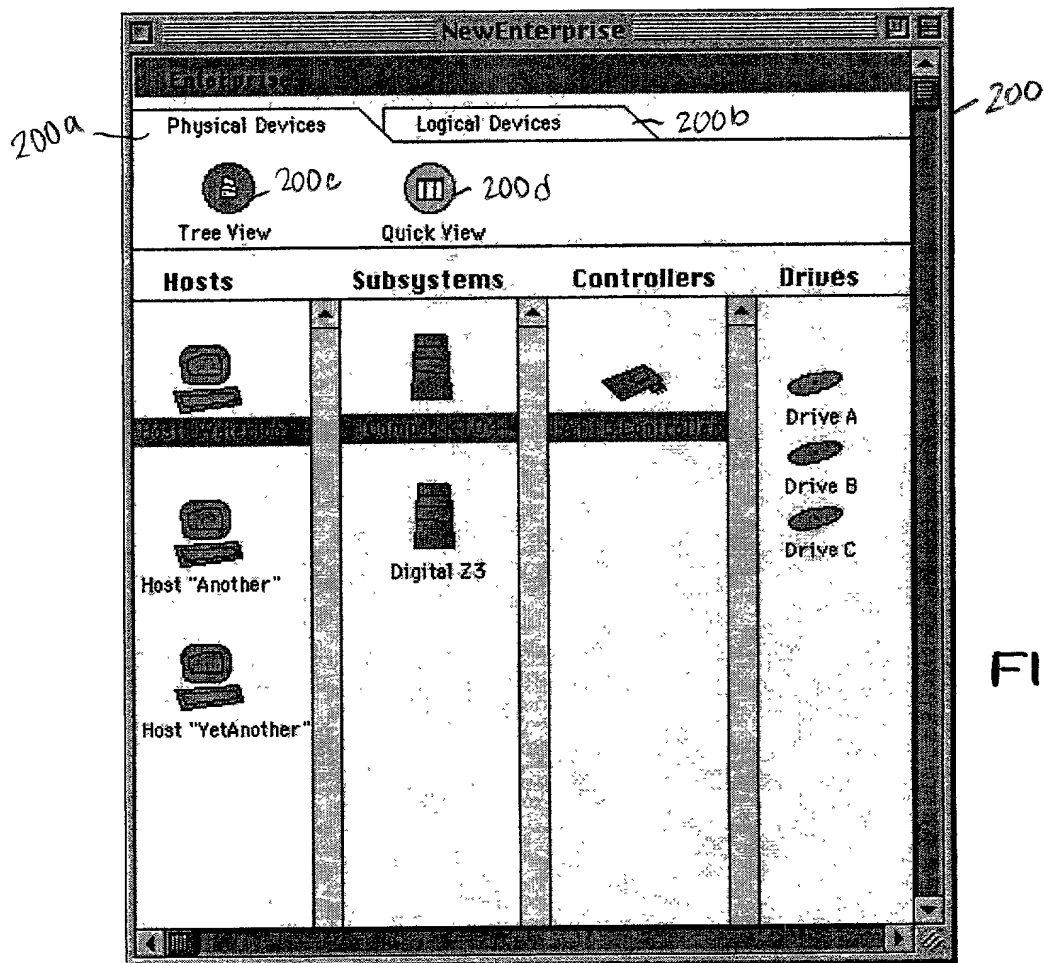 NewEnterprise
Enterprise
200
200a
Physical Devices
Logical Devices
200b
200c
200d
Tree View
Quick View
Hosts
Subsystems
Controllers
Drives
Drive A
Drive B
Host "Another"
Digital Z3
Drive C
Host "YetAnother"
FI